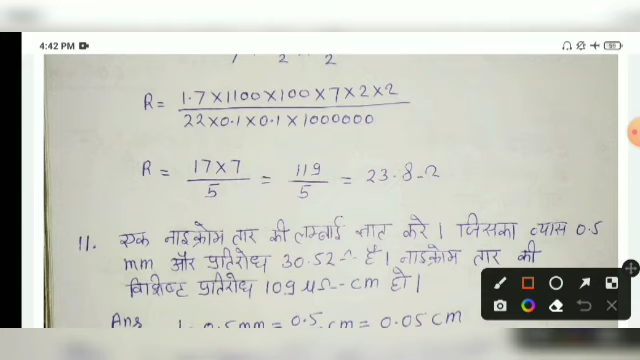 4:42 PM
90
R = 1.7×1100×100×7×2×2 / 22×0.1×0.1×1000000
R = 17×7 / 5 = 119 / 5 = 23.8 Ω
11. एक नाइक्रोम तार की लम्बाई ज्ञात करे। जिसका व्यास 0.5
mm और प्रतिरोध 30.52 Ω है। नाइक्रोम तार की
विशिष्ट प्रतिरोध 109 μΩ-cm हो।
Ans = 0.5mm = 0.5 cm = 0.05 cm